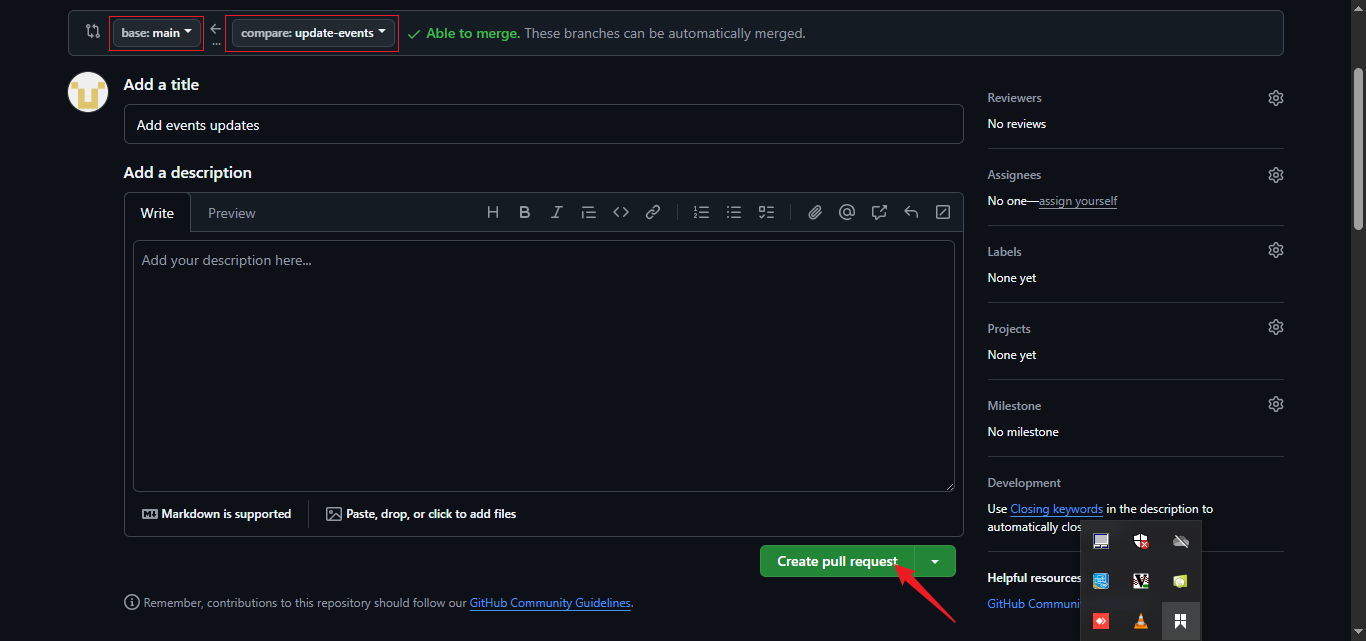 base: main
compare: update-events
Able to merge. These branches can be automatically merged.
Add a title
Add events updates
Add a description
Write
Preview
Add your description here...
Markdown is supported
Paste, drop, or click to add files
Create pull request
Remember, contributions to this repository should follow our GitHub Community Guidelines.
Reviewers
No reviews
Assignees
No one—assign yourself
Labels
None yet
Projects
None yet
Milestone
No milestone
Development
Use Closing keywords in the description to
automatically clos
Helpful resources
GitHub Communi